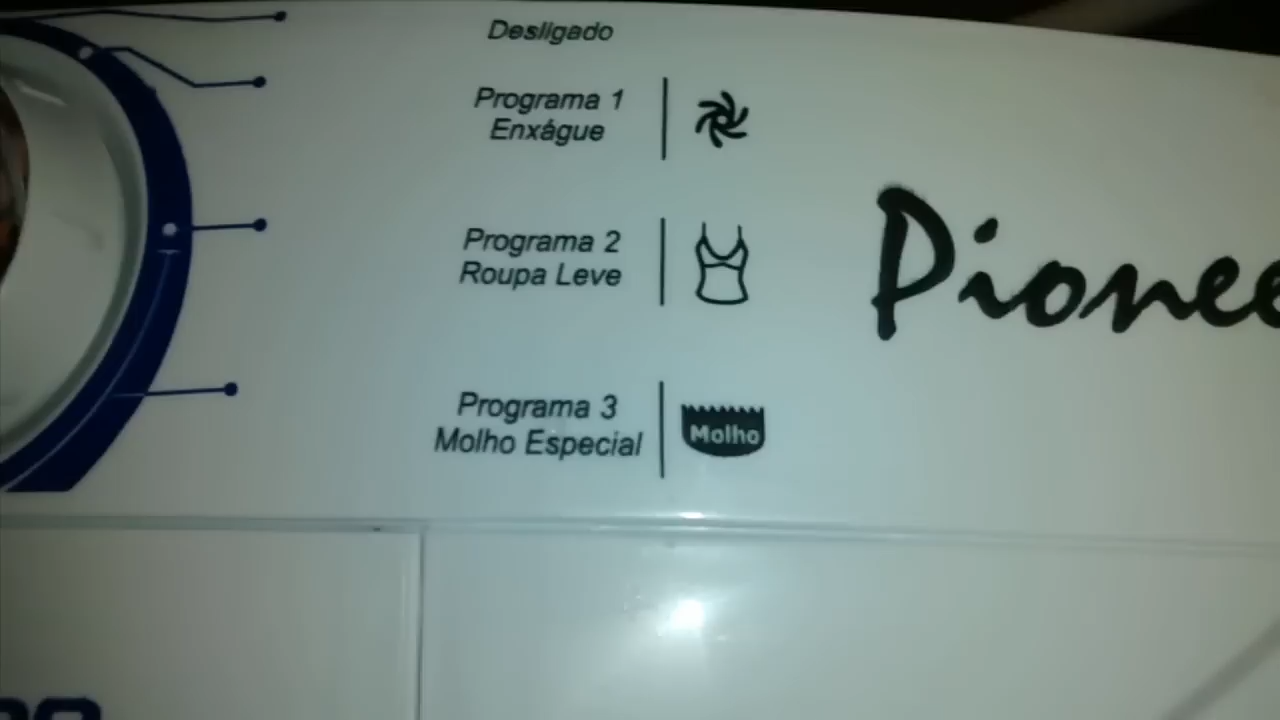 Desligado
Programa 1
Enxágue
Programa 2
Roupa Leve
Pionee
Programa 3
Molho Especial
Molho